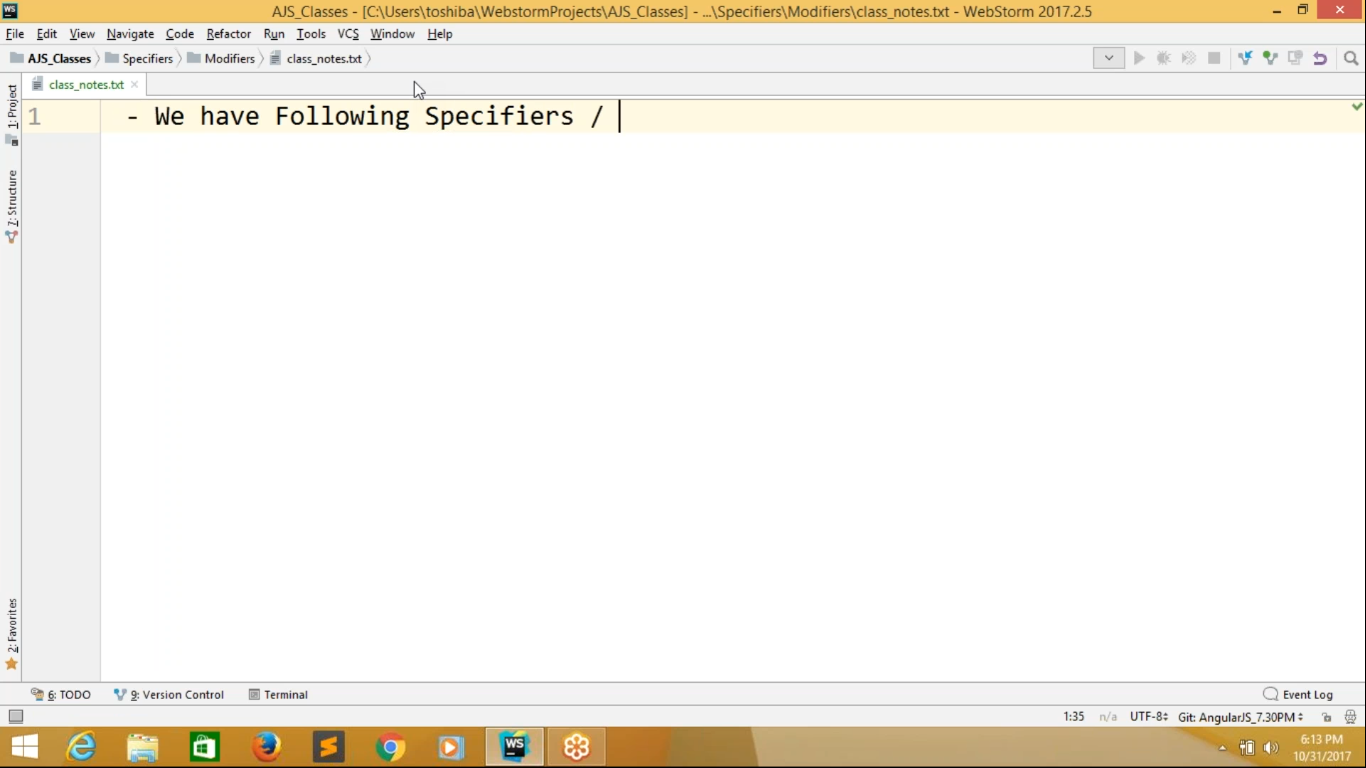 WS AJS_Classes - [C:\Users\toshiba\WebstormProjects\AJS_Classes] - ...\Specifiers\Modifiers\class_notes.txt - WebStorm 2017.2.5
File Edit View Navigate Code Refactor Run Tools VCS Window Help
AJS_Classes Specifiers Modifiers class_notes.txt
class_notes.txt
1 - We have Following Specifiers /
1: Project
7: Structure
2: Favorites
6: TODO 9: Version Control Terminal Event Log
1:35 n/a UTF-8 Git: AngularJS_7.30PM
WS 6:13 PM
10/31/2017